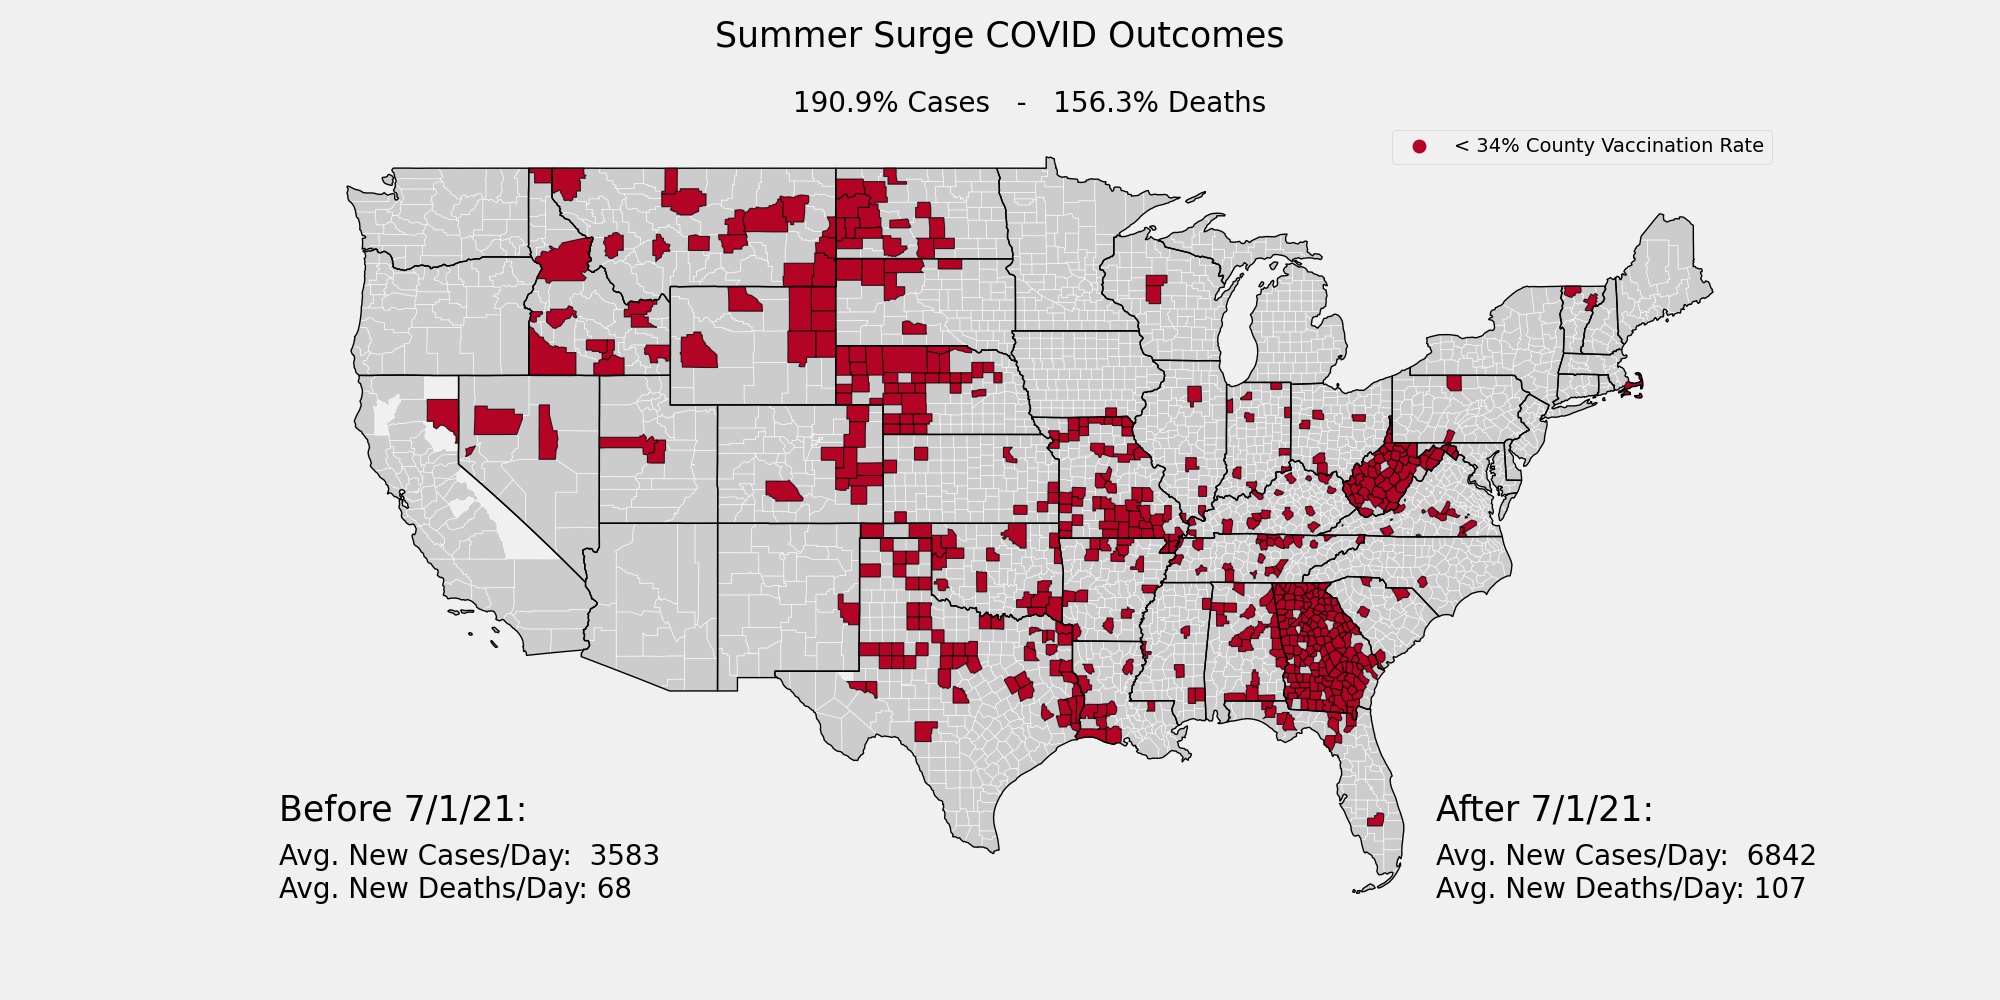 Summer Surge COVID Outcomes
190.9% Cases - 156.3% Deaths
< 34% County Vaccination Rate
Before 7/1/21:
Avg. New Cases/Day: 3583
Avg. New Deaths/Day: 68
After 7/1/21:
Avg. New Cases/Day: 6842
Avg. New Deaths/Day: 107